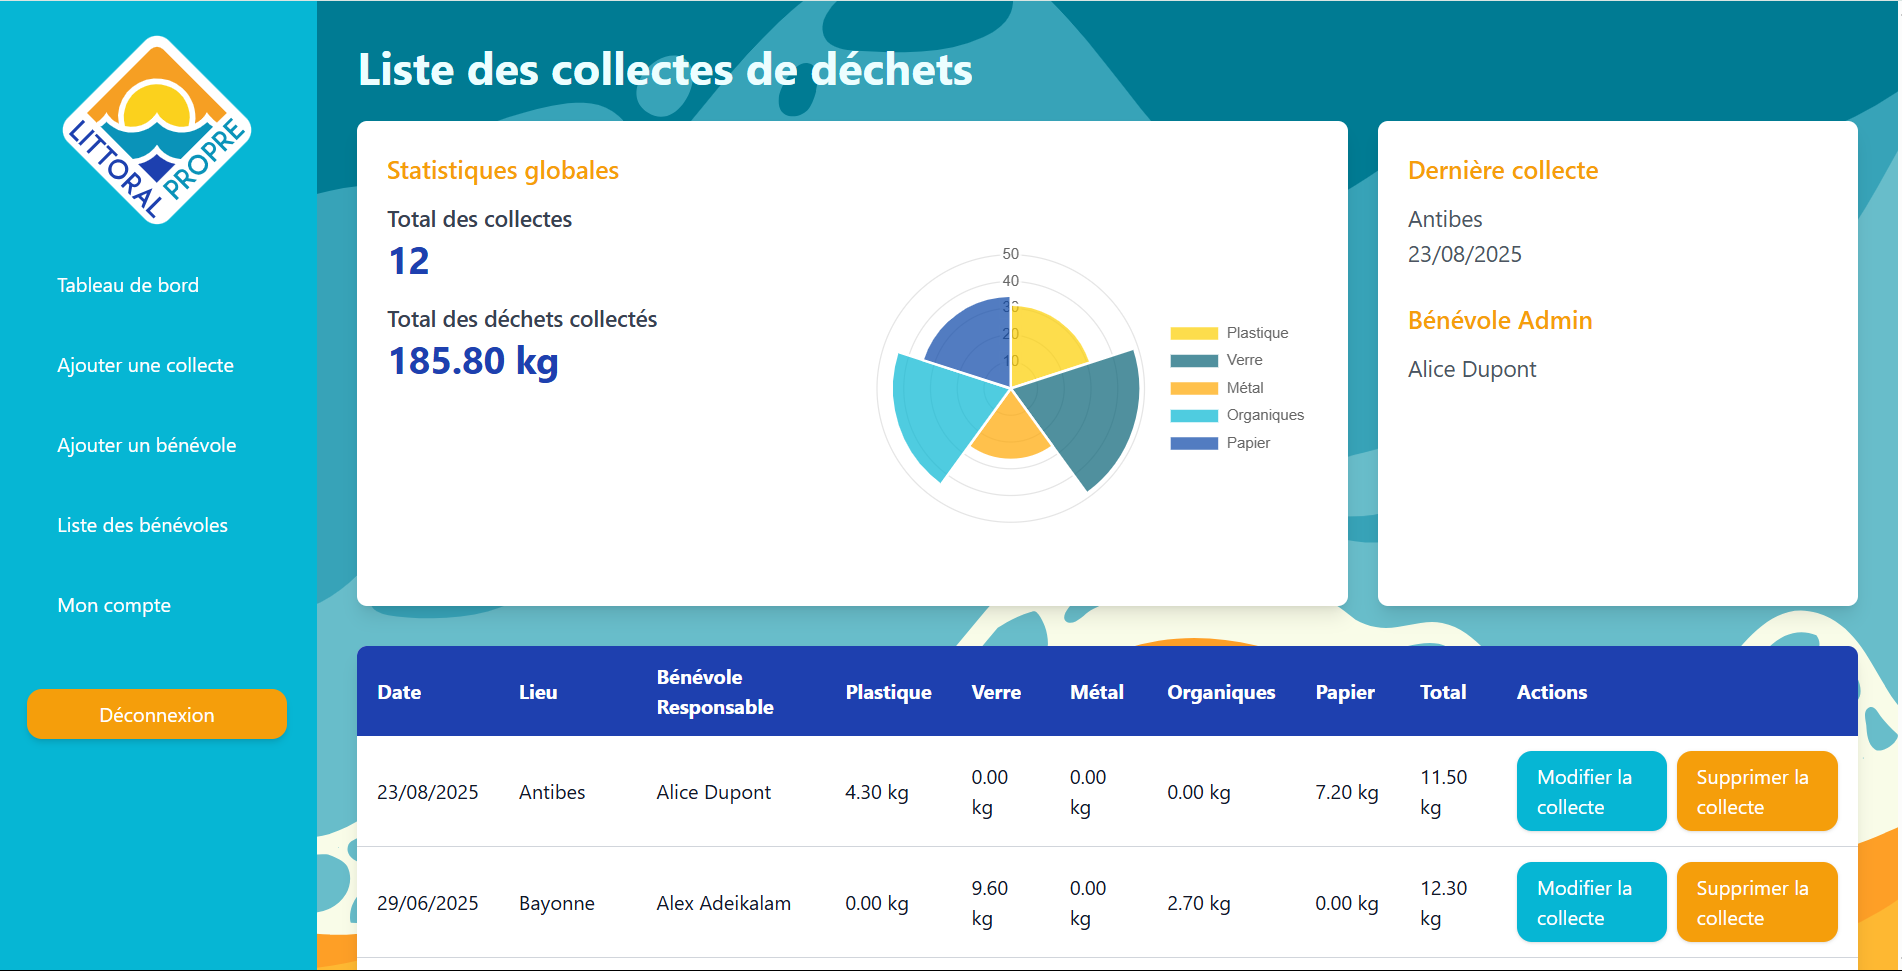 LITTORAL PROPRE
Tableau de bord
Ajouter une collecte
Ajouter un bénévole
Liste des bénévoles
Mon compte
Déconnexion
Liste des collectes de déchets
Statistiques globales
Total des collectes
12
Total des déchets collectés
185.80 kg
50
40
30
20
10
Plastique
Verre
Métal
Organiques
Papier
Dernière collecte
Antibes
23/08/2025
Bénévole Admin
Alice Dupont
Date Lieu Bénévole Responsable Plastique Verre Métal Organiques Papier Total Actions
23/08/2025 Antibes Alice Dupont 4.30 kg 0.00 kg 0.00 kg 0.00 kg 7.20 kg 11.50 kg Modifier la collecte Supprimer la collecte
29/06/2025 Bayonne Alex Adeikalam 0.00 kg 9.60 kg 0.00 kg 2.70 kg 0.00 kg 12.30 kg Modifier la collecte Supprimer la collecte